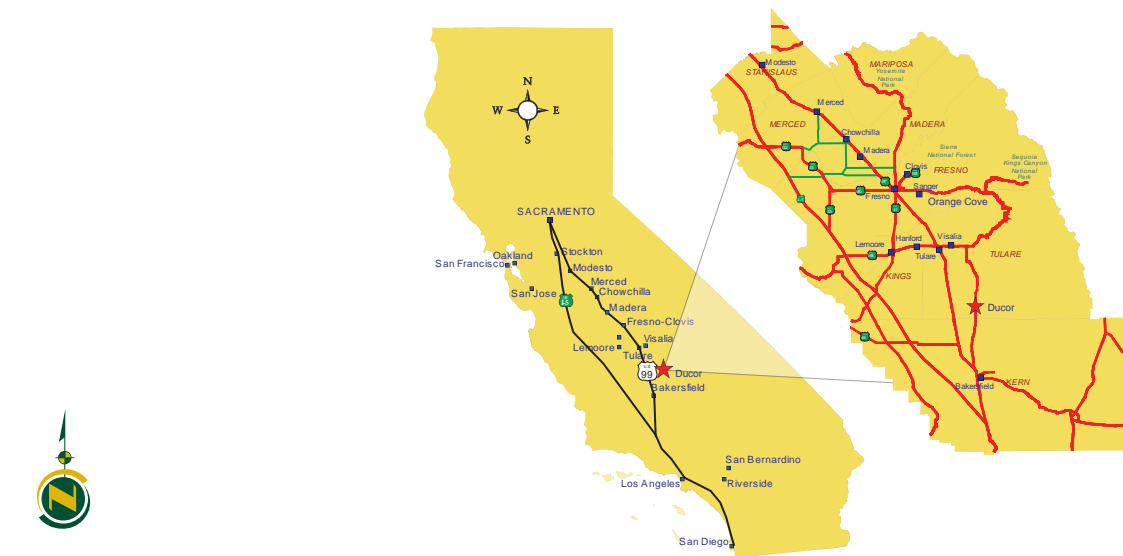 N
W E
S
SACRAMENTO
Stockton
Oakland
San Francisco
Modesto
San Jose
Merced
Chowchilla
Madera
Fresno-Clovis
Visalia
Lemoore
Tulare
99
Ducor
Bakersfield
San Bernardino
Los Angeles
Riverside
San Diego
N
Modesto
STANISLAUS
MARIPOSA
Yosemite
National
Park
Merced
MERCED
MADERA
Chowchilla
Madera
Sierra
National Forest
Sequoia
Kings Canyon
National
Park
Clovis
FRESNO
Sanger
Fresno
Orange Cove
Hanford
Visalia
Lemoore
Tulare
TULARE
KINGS
Ducor
Bakersfield
KERN